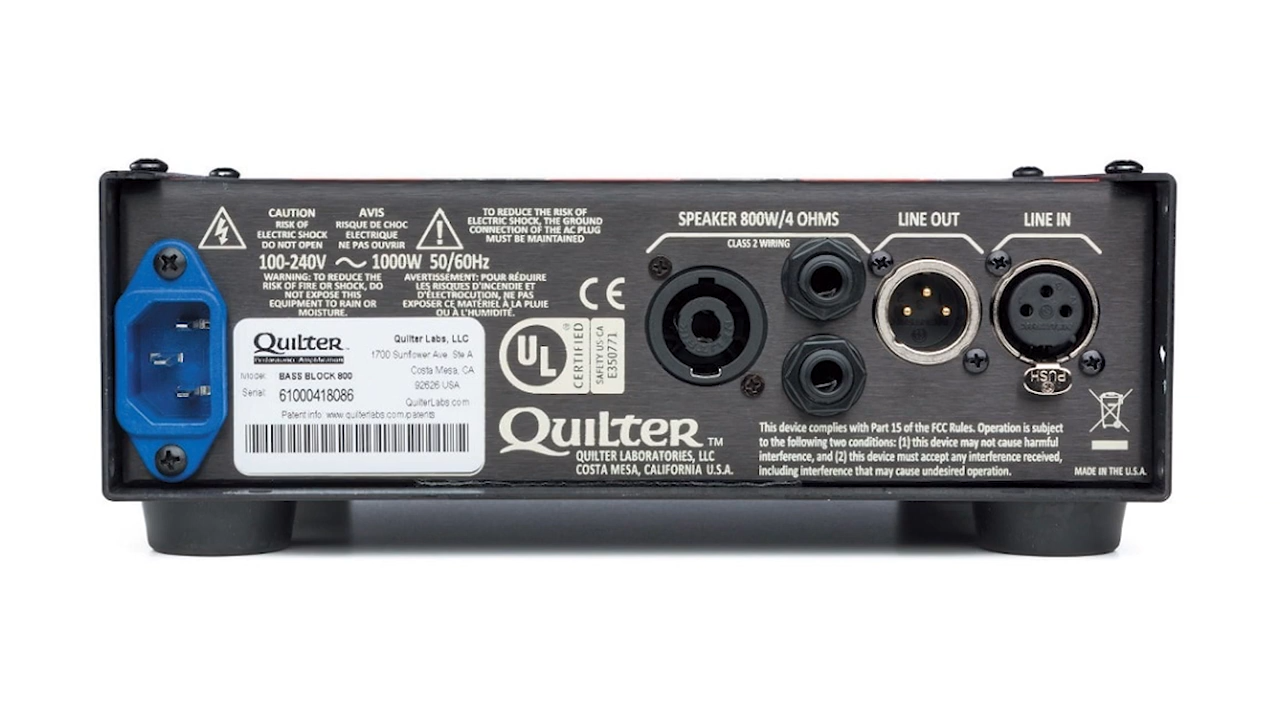 CAUTION
RISK OF
ELECTRIC SHOCK
DO NOT OPEN
AVIS
RISQUE DE CHOC
ELECTRIQUE
NE PAS OUVRIR
TO REDUCE THE RISK OF
ELECTRIC SHOCK, THE GROUND
CONNECTION OF THE AC PLUG
MUST BE MAINTAINED
100-240V ～ 1000W 50/60Hz
WARNING: TO REDUCE THE
RISK OF FIRE OR SHOCK, DO
NOT EXPOSE THIS
EQUIPMENT TO RAIN OR
MOISTURE.
AVERTISSEMENT: POUR RÉDUIRE
LES RISQUES D'INCENDIE ET
D'ÉLECTROCUTION, NE PAS
EXPOSER CE MATÉRIEL À LA PLUIE
OU À L'HUMIDITÉ.
CE
Quilter™
Performance Amplification
Quilter Labs, LLC
1700 Sunflower Ave. Ste A
Costa Mesa, CA
92626 USA
QuilterLabs.com
Model: BASS BLOCK 800
Serial: 61000418086
Patent info: www.quilterlabs.com/patents
UL®
CERTIFIED
SAFETY US-CA
E350771
QUILTER™
QUILTER LABORATORIES, LLC
COSTA MESA, CALIFORNIA U.S.A.
SPEAKER 800W/4 OHMS
CLASS 2 WIRING
LINE OUT
LINE IN
PUSH
This device complies with Part 15 of the FCC Rules. Operation is subject
to the following two conditions: (1) this device may not cause harmful
interference, and (2) this device must accept any interference received,
including interference that may cause undesired operation.
MADE IN THE U.S.A.